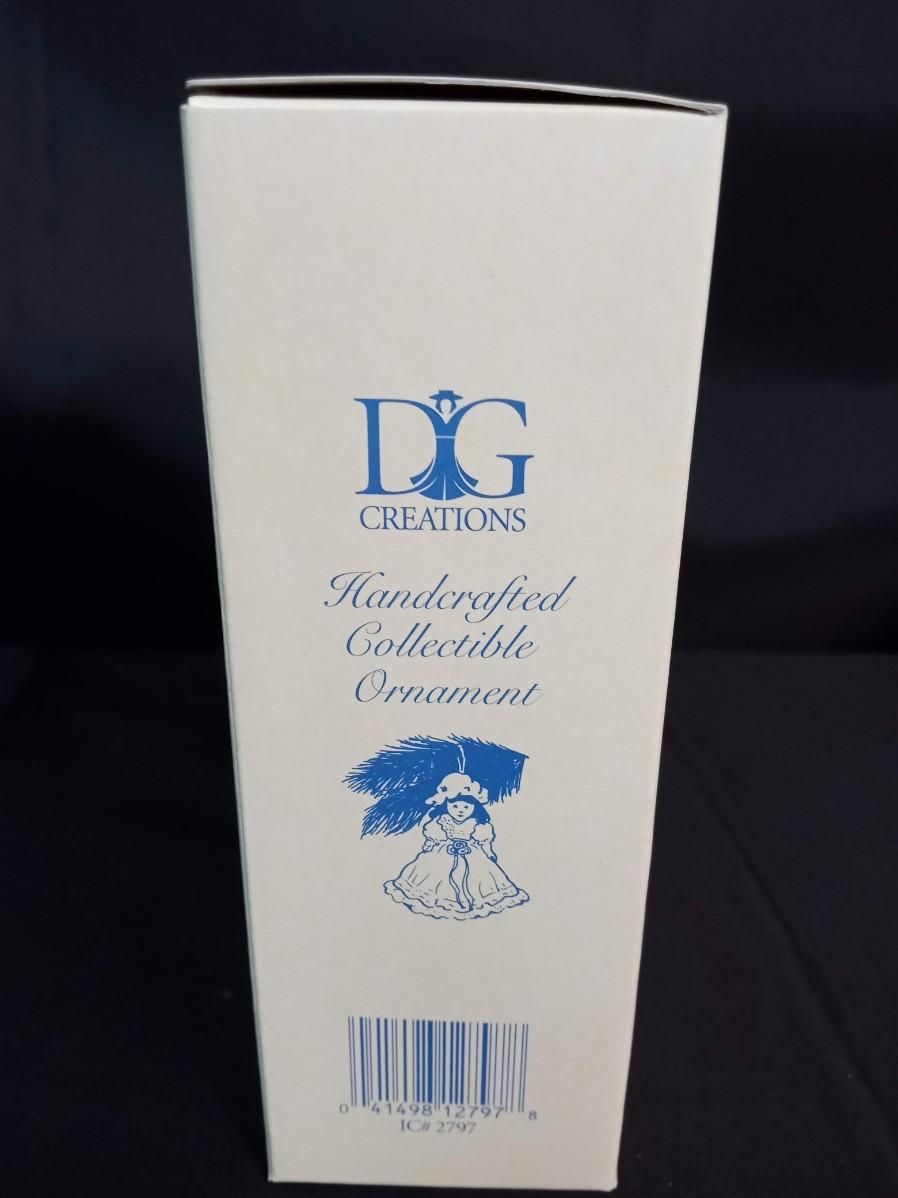 DG
CREATIONS
Handcrafted
Collectible
Ornament
0 41498 12797 8
IC# 2797